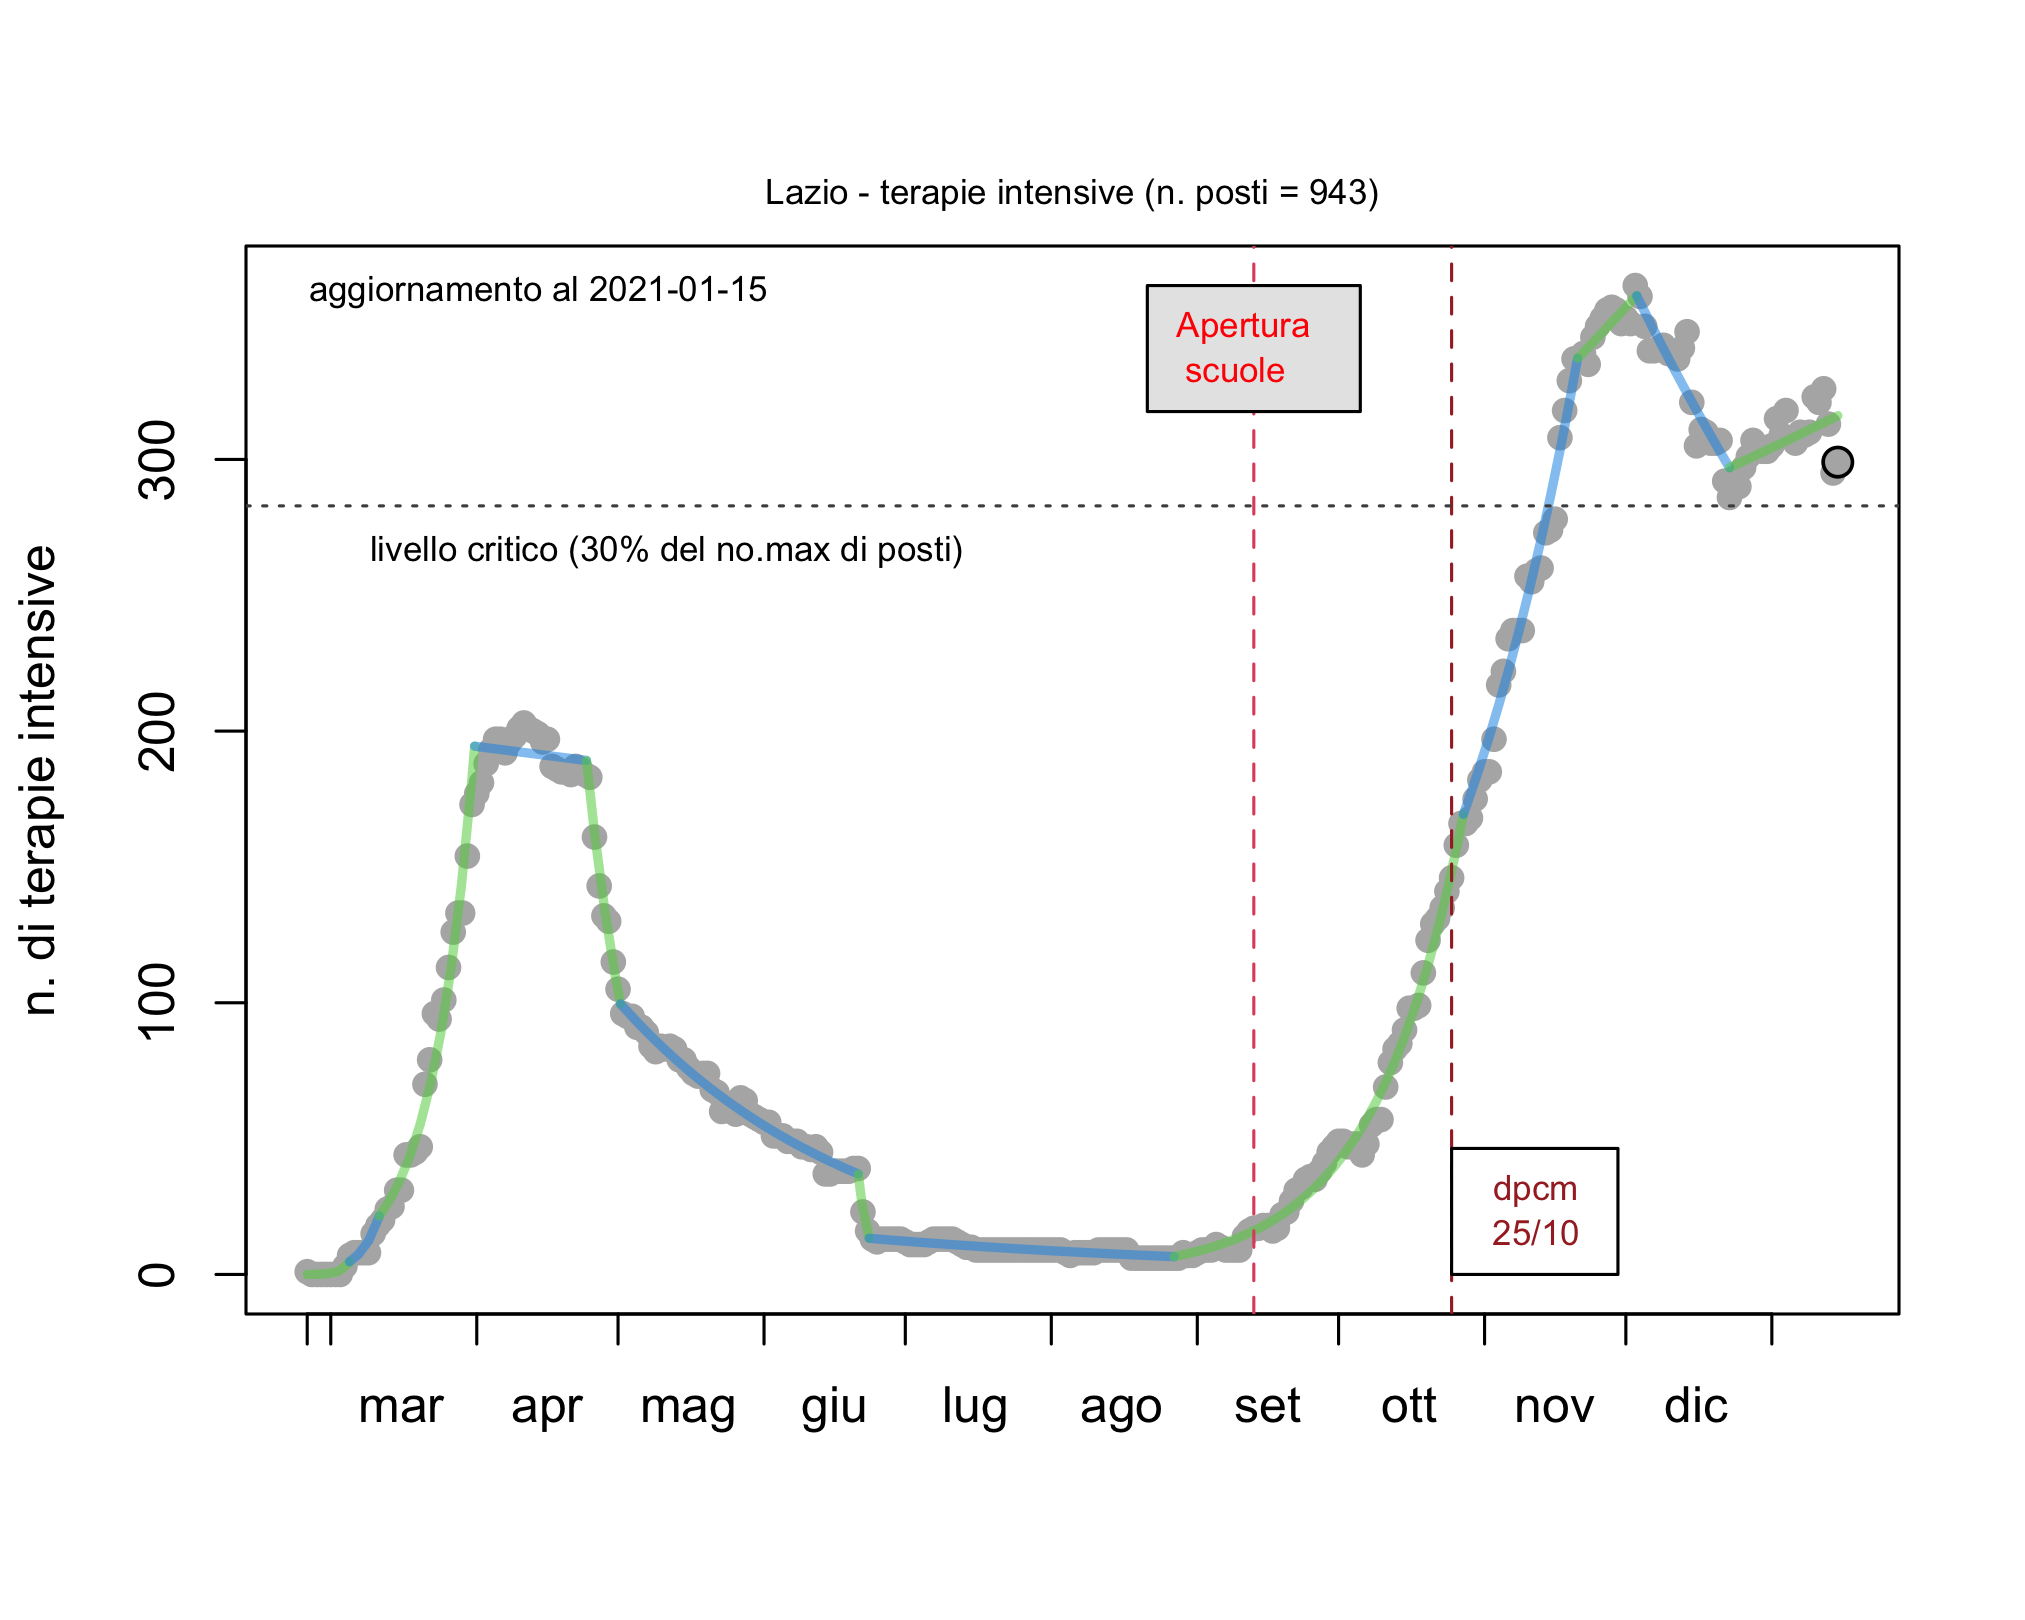 Lazio - terapie intensive (n. posti = 943)
aggiornamento al 2021-01-15
Apertura
scuole
livello critico (30% del no.max di posti)
n. di terapie intensive
300
200
100
0
dpcm
25/10
mar apr mag giu lug ago set ott nov dic